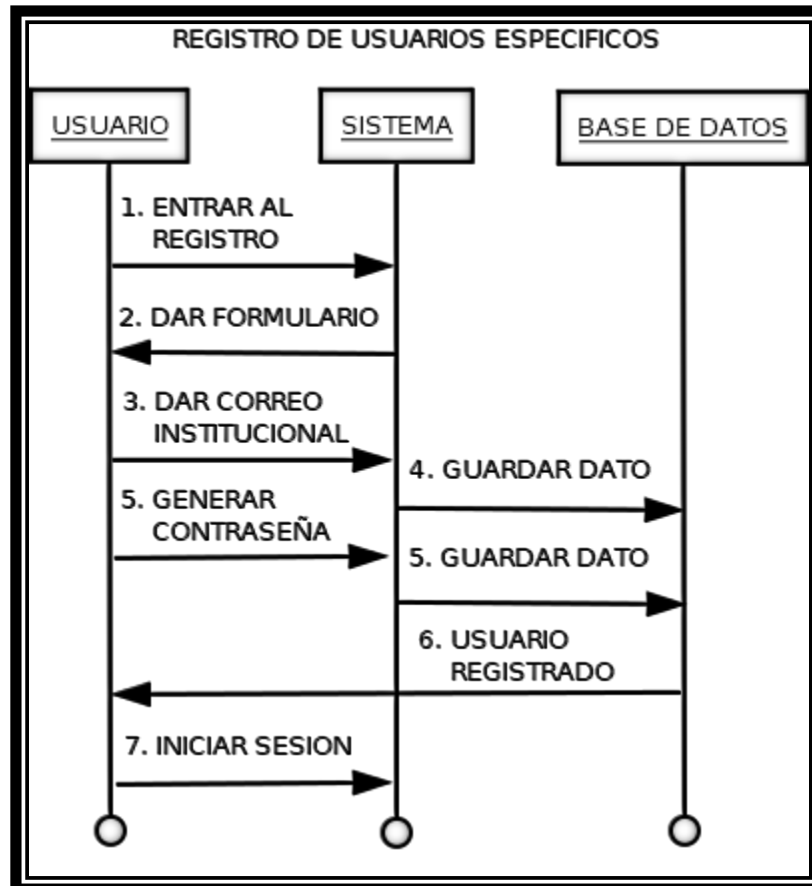 REGISTRO DE USUARIOS ESPECIFICOS
USUARIO
SISTEMA
BASE DE DATOS
1. ENTRAR AL
REGISTRO
2. DAR FORMULARIO
3. DAR CORREO
INSTITUCIONAL
4. GUARDAR DATO
5. GENERAR
CONTRASEÑA
5. GUARDAR DATO
6. USUARIO
REGISTRADO
7. INICIAR SESION